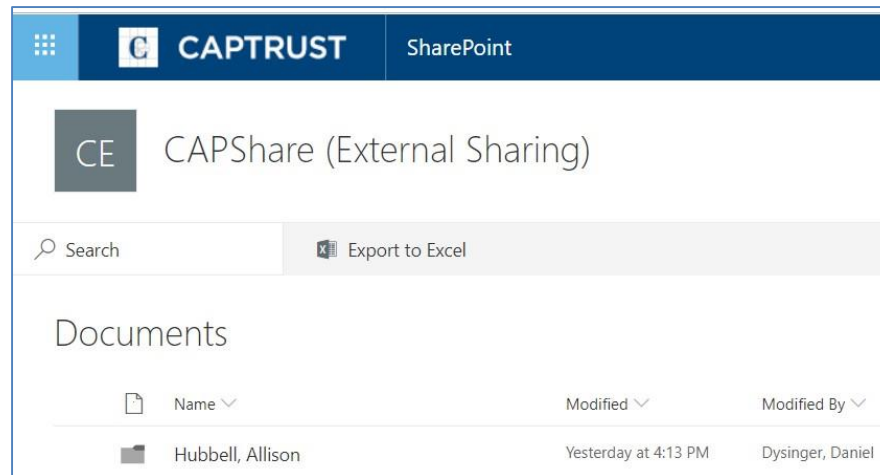 C CAPTRUST SharePoint
CE CAPShare (External Sharing)
Search Export to Excel
Documents
Name Modified Modified By
Hubbell, Allison Yesterday at 4:13 PM Dysinger, Daniel